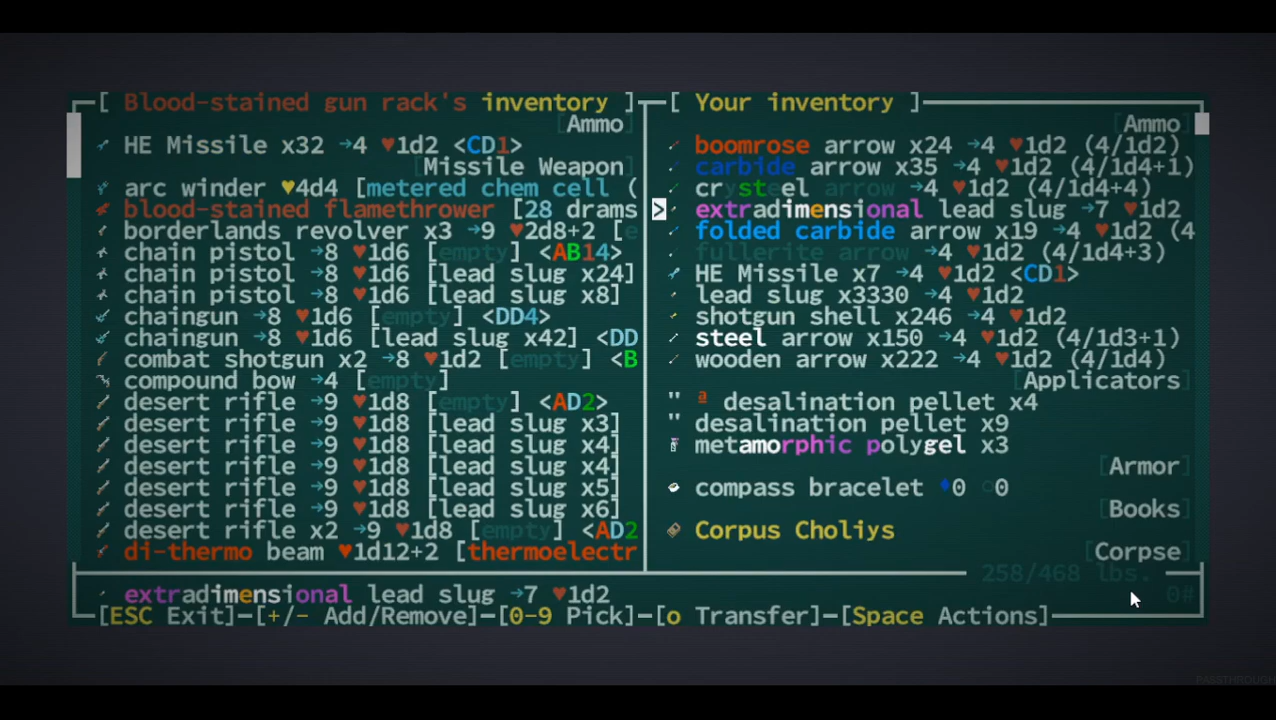 [ Blood-stained gun rack's inventory ]
[Ammo]
HE Missile x32 →4 ♥1d2 <CD1>
[Missile Weapon]
arc winder ♥4d4 [metered chem cell (
blood-stained flamethrower [28 drams
borderlands revolver x3 →9 ♥2d8+2 [e
chain pistol →8 ♥1d6 [empty] <AB14>
chain pistol →8 ♥1d6 [lead slug x24]
chain pistol →8 ♥1d6 [lead slug x8]
chaingun →8 ♥1d6 [empty] <DD4>
chaingun →8 ♥1d6 [lead slug x42] <DD
combat shotgun x2 →8 ♥1d2 [empty] <B
compound bow →4 [empty]
desert rifle →9 ♥1d8 [empty] <AD2>
desert rifle →9 ♥1d8 [lead slug x3]
desert rifle →9 ♥1d8 [lead slug x4]
desert rifle →9 ♥1d8 [lead slug x4]
desert rifle →9 ♥1d8 [lead slug x5]
desert rifle →9 ♥1d8 [lead slug x6]
desert rifle x2 →9 ♥1d8 [empty] <AD2
di-thermo beam ♥1d12+2 [thermoelectr
[ Your inventory ]
[Ammo]
boomrose arrow x24 →4 ♥1d2 (4/1d2)
carbide arrow x35 →4 ♥1d2 (4/1d4+1)
crysteel arrow →4 ♥1d2 (4/1d4+4)
> extradimensional lead slug →7 ♥1d2
folded carbide arrow x19 →4 ♥1d2 (4
fullerite arrow →4 ♥1d2 (4/1d4+3)
HE Missile x7 →4 ♥1d2 <CD1>
lead slug x3330 →4 ♥1d2
shotgun shell x246 →4 ♥1d2
steel arrow x150 →4 ♥1d2 (4/1d3+1)
wooden arrow x222 →4 ♥1d2 (4/1d4)
[Applicators]
" ª desalination pellet x4
" desalination pellet x9
metamorphic polygel x3
[Armor]
compass bracelet ♦0 ○0
[Books]
Corpus Choliys
[Corpse]
258/468 lbs.
extradimensional lead slug →7 ♥1d2
0#
[ESC Exit]-[+/- Add/Remove]-[0-9 Pick]-[o Transfer]-[Space Actions]
PASSTHROUGH